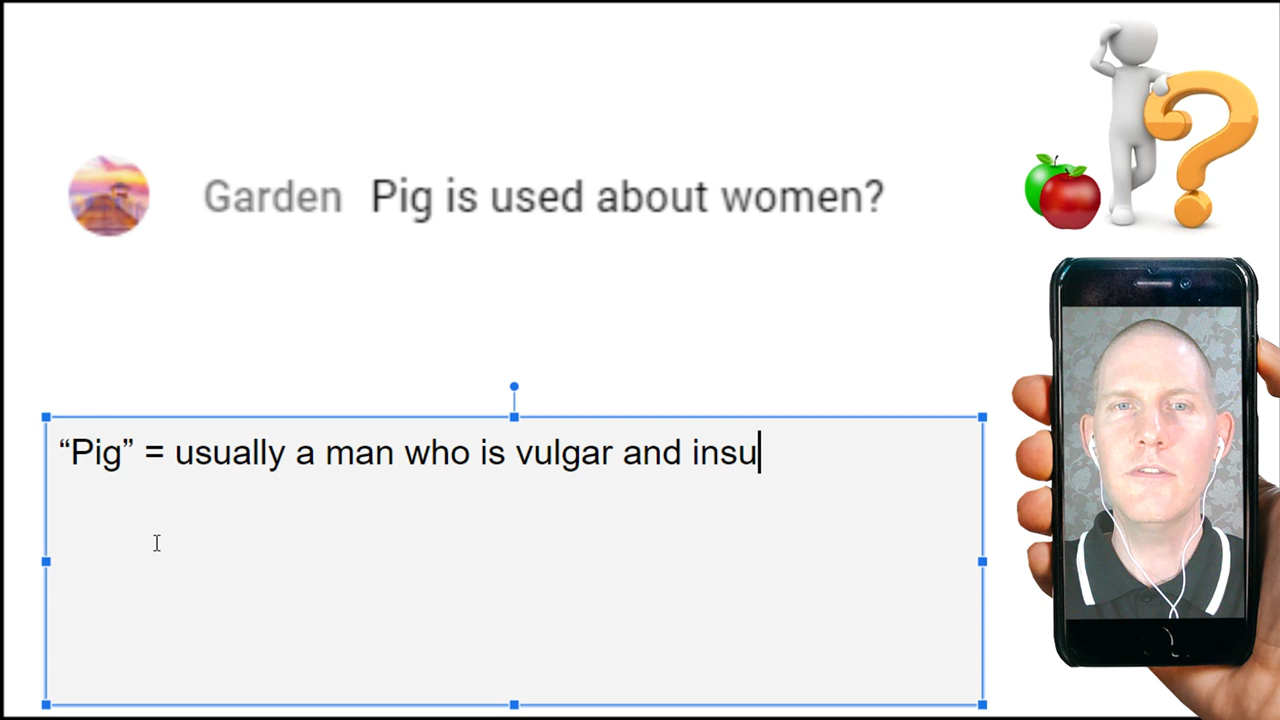 Garden Pig is used about women?
“Pig” = usually a man who is vulgar and insu